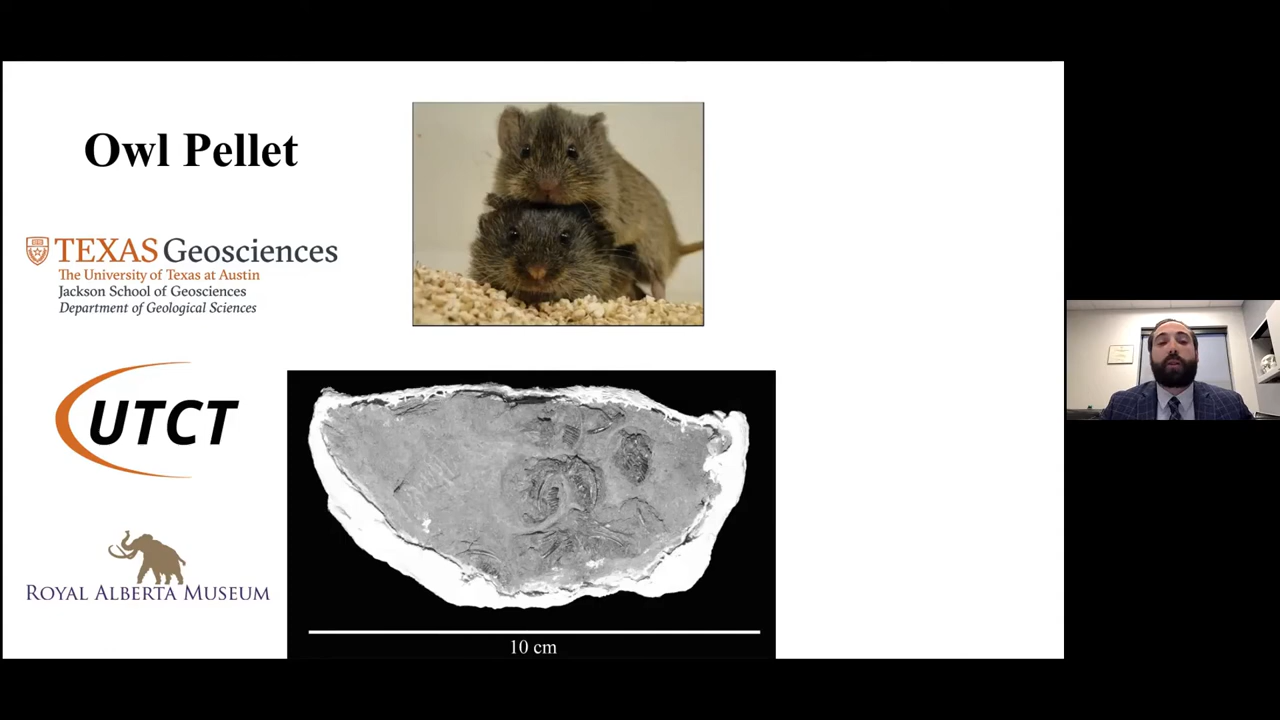 Owl Pellet
TEXAS Geosciences
The University of Texas at Austin
Jackson School of Geosciences
Department of Geological Sciences
UTCT
ROYAL ALBERTA MUSEUM
10 cm